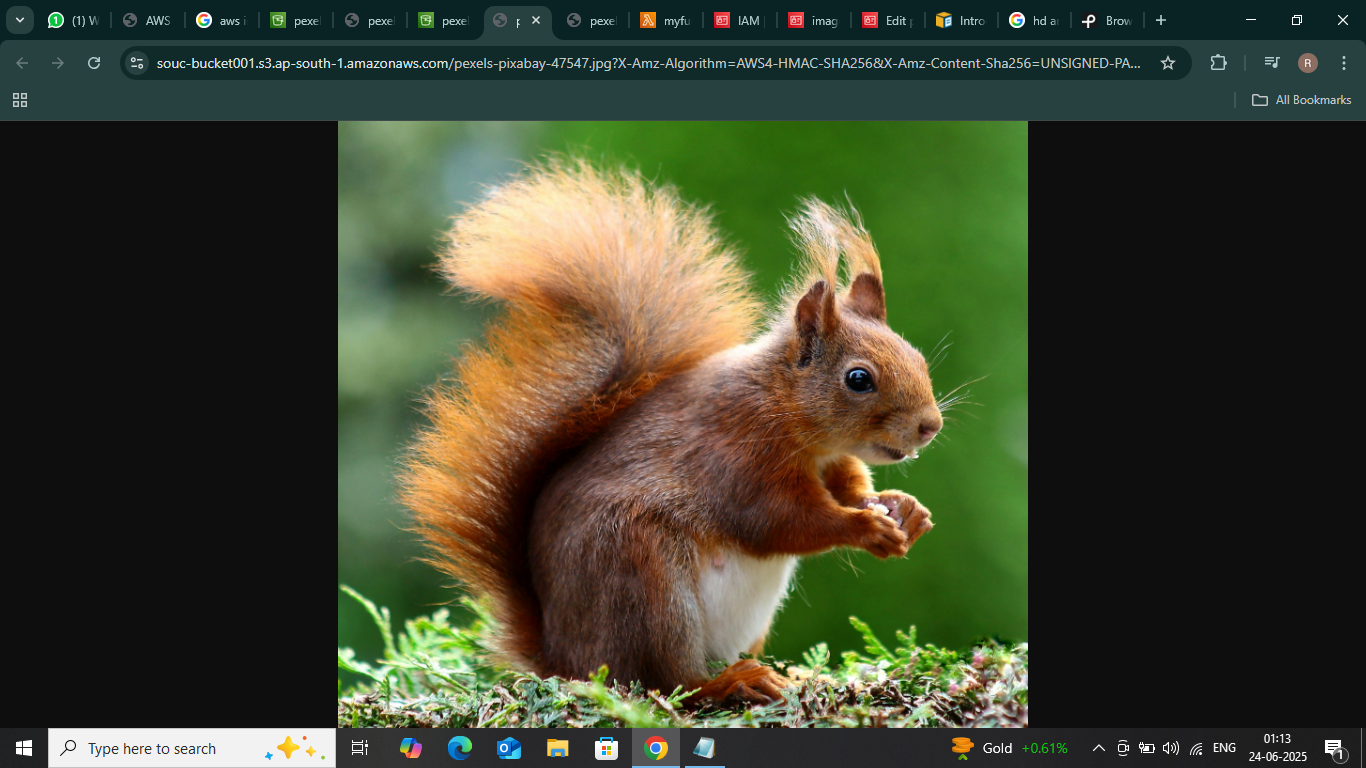 (1) W
AWS
aws i
pexel
pexel
pexel
p
pexel
myfu
IAM
imag
Edit p
Intro
hd a
Brow
souc-bucket001.s3.ap-south-1.amazonaws.com/pexels-pixabay-47547.jpg?X-Amz-Algorithm=AWS4-HMAC-SHA256&X-Amz-Content-Sha256=UNSIGNED-PA...
R
All Bookmarks
Type here to search
Gold +0.61%
ENG
01:13
24-06-2025
1